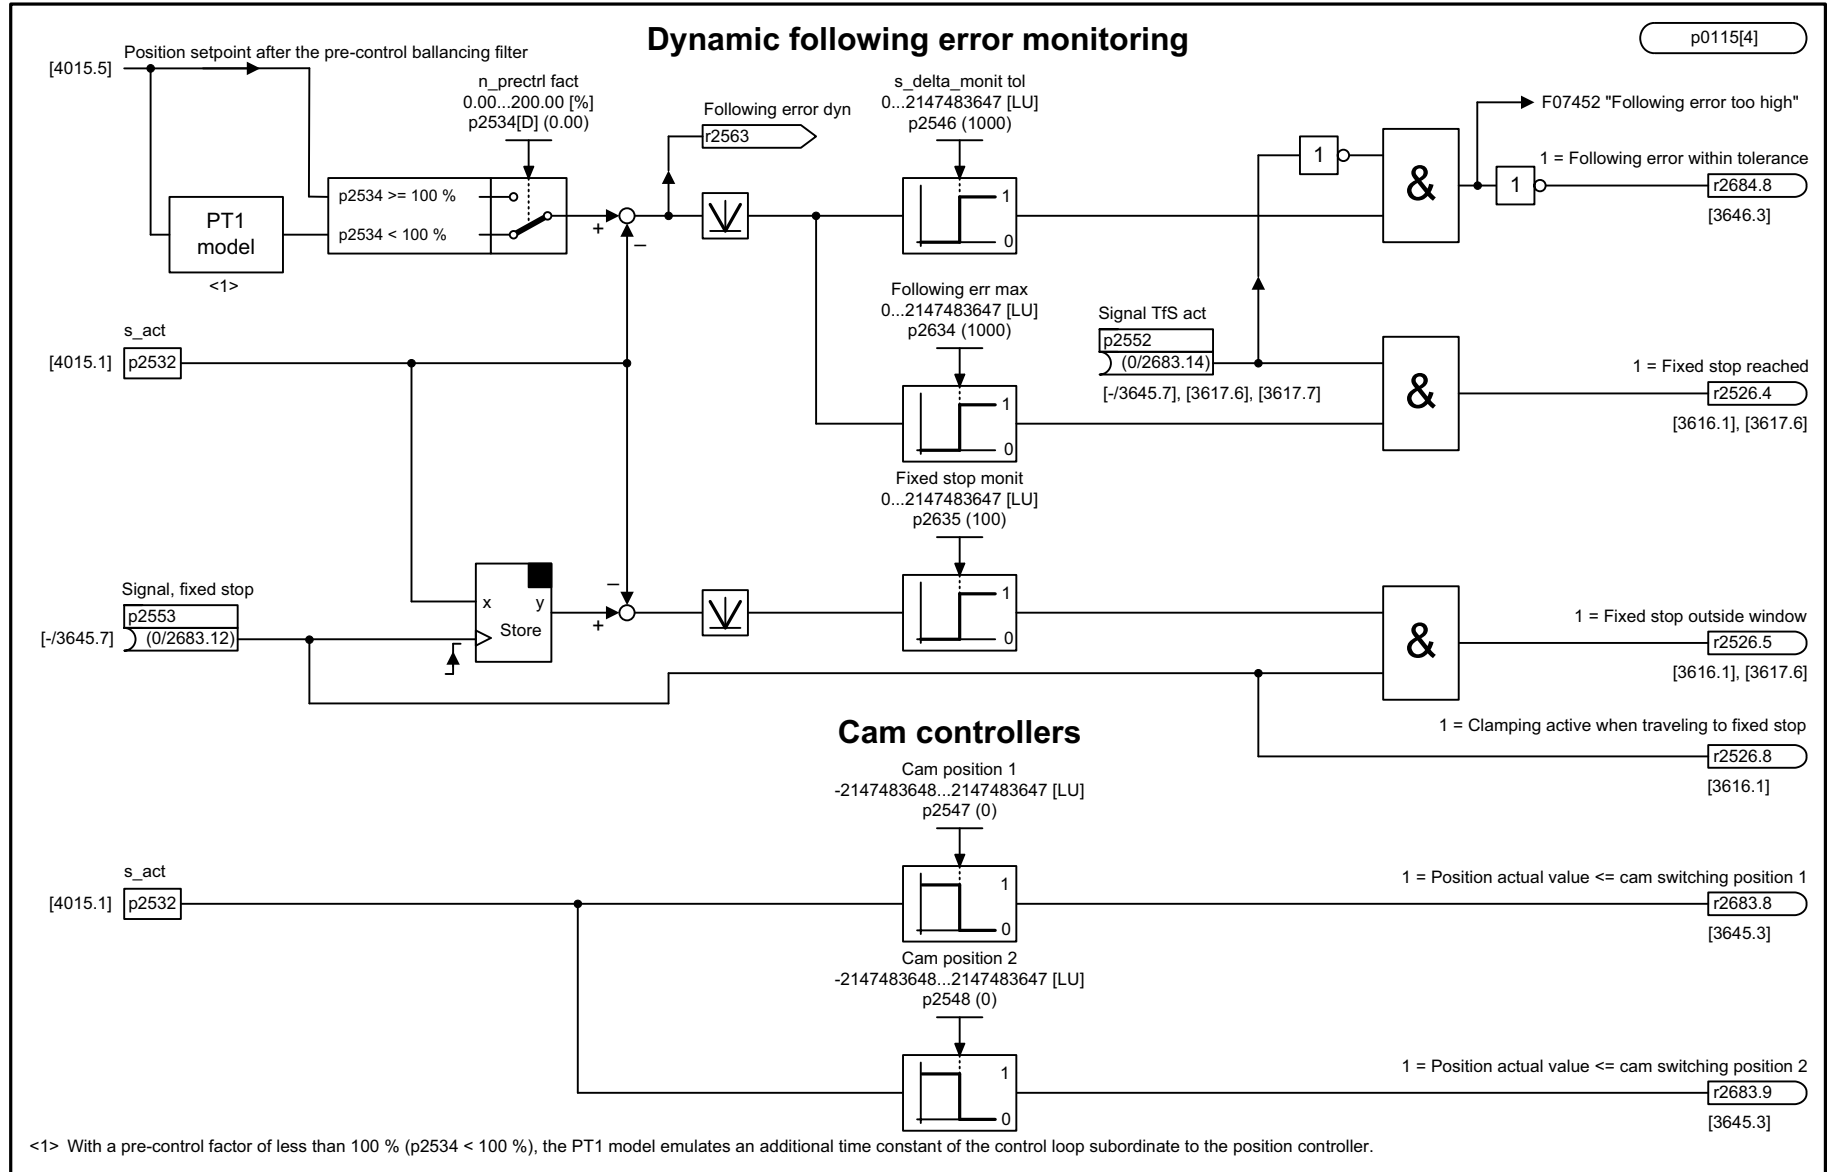 Dynamic following error monitoring
p0115[4]
Position setpoint after the pre-control ballancing filter
[4015.5]
n_prectrl fact
0.00...200.00 [%]
p2534[D] (0.00)
Following error dyn
r2563
s_delta_monit tol
0...2147483647 [LU]
p2546 (1000)
F07452 "Following error too high"
1
&
1 = Following error within tolerance
1
r2684.8
[3646.3]
p2534 >= 100 %
p2534 < 100 %
PT1
model
<1>
+
–
1
0
Following err max
0...2147483647 [LU]
p2634 (1000)
Signal TfS act
p2552
(0/2683.14)
[-/3645.7], [3617.6], [3617.7]
s_act
[4015.1]
p2532
1
0
&
1 = Fixed stop reached
r2526.4
[3616.1], [3617.6]
Fixed stop monit
0...2147483647 [LU]
p2635 (100)
Signal, fixed stop
p2553
[-/3645.7]
(0/2683.12)
x
y
Store
–
+
1
0
&
1 = Fixed stop outside window
r2526.5
[3616.1], [3617.6]
1 = Clamping active when traveling to fixed stop
r2526.8
[3616.1]
Cam controllers
Cam position 1
-2147483648...2147483647 [LU]
p2547 (0)
s_act
[4015.1]
p2532
1
0
1 = Position actual value <= cam switching position 1
r2683.8
[3645.3]
Cam position 2
-2147483648...2147483647 [LU]
p2548 (0)
1
0
1 = Position actual value <= cam switching position 2
r2683.9
[3645.3]
<1> With a pre-control factor of less than 100 % (p2534 < 100 %), the PT1 model emulates an additional time constant of the control loop subordinate to the position controller.